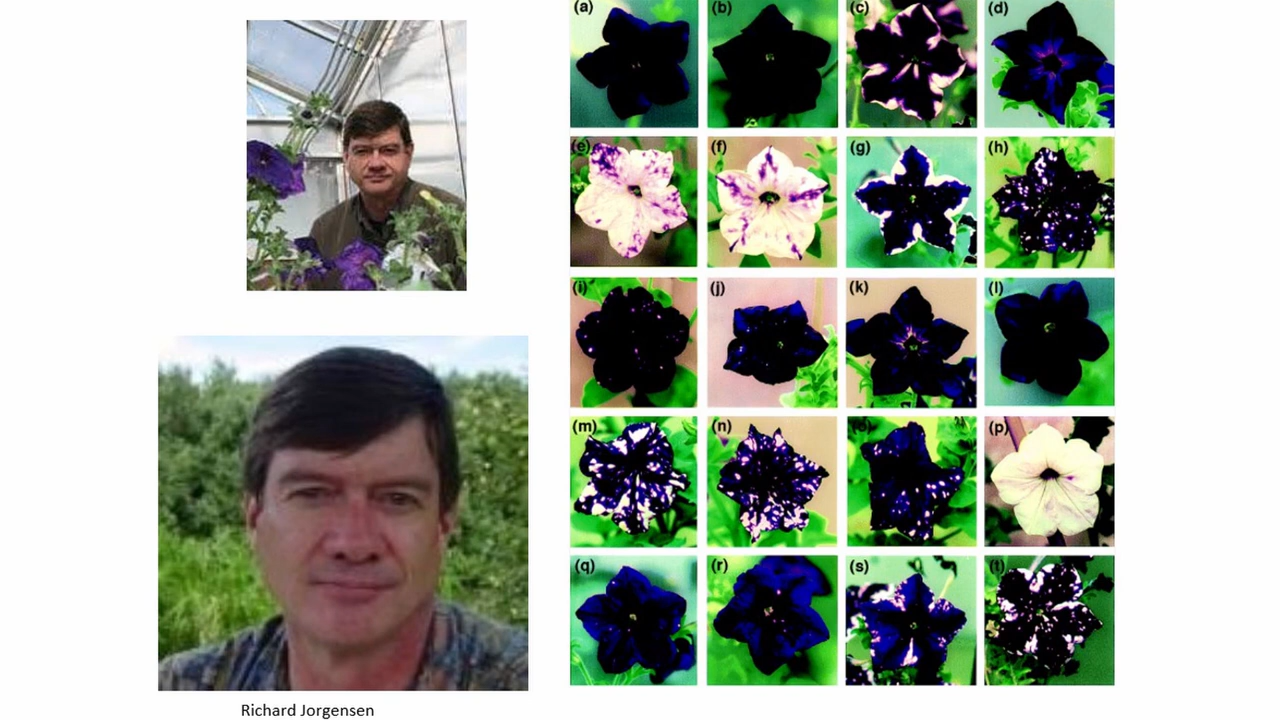 (a) (b) (c) (d)
(e) (f) (g) (h)
(i) (j) (k) (l)
(m) (n) (p)
(q) (r) (s) (t)
Richard Jorgensen